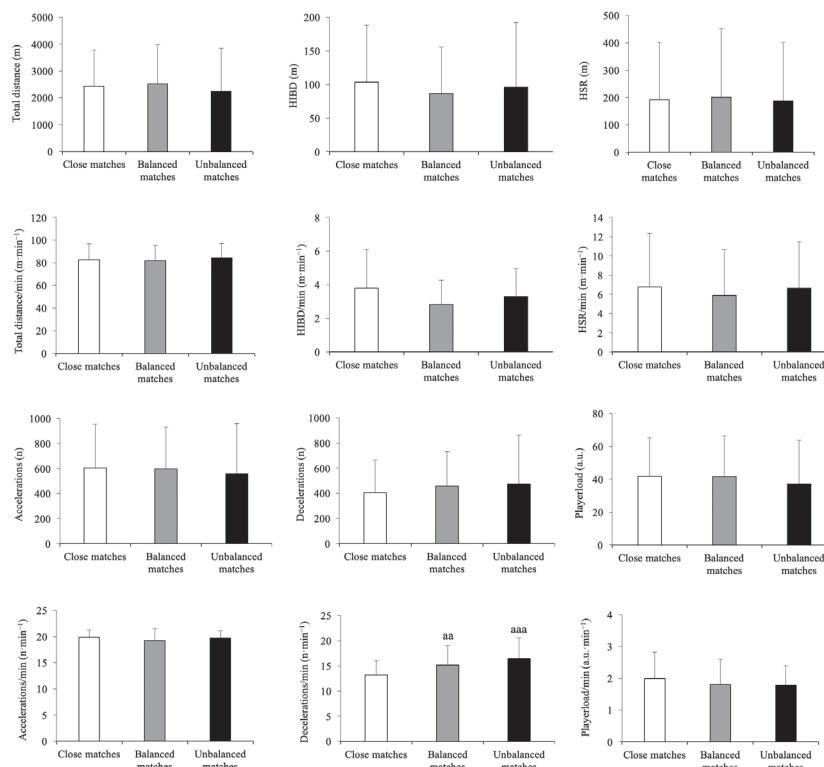 Total distance (m)
5000
4000
3000
2000
1000
0
Close matches
Balanced
matches
Unbalanced
matches
HIBD
(m)
200
150
100
50
0
Close matches
Balanced
matches
Unbalanced
matches
HSR
(m)
500
400
300
200
100
0
Close
matches
Balanced
matches
Unbalanced
matches
Total distance/min (m·min⁻¹)
120
100
80
60
40
20
0
Close matches
Balanced
matches
Unbalanced
matches
HIBD/min (m·min⁻¹)
8
6
4
2
0
Close matches
Balanced
matches
Unbalanced
matches
HSR/min (m·min⁻¹)
14
12
10
8
6
4
2
0
Close matches
Balanced
matches
Unbalanced
matches
Accelerations (n)
1000
800
600
400
200
0
Close matches
Balanced
matches
Unbalanced
matches
Decelerations (n)
1000
800
600
400
200
0
Close matches
Balanced
matches
Unbalanced
matches
Playerload (a.u.)
80
60
40
20
0
Close matches
Balanced
matches
Unbalanced
matches
Accelerations/min (n·min⁻¹)
25
20
15
10
5
0
Close matches
Balanced
matches
Unbalanced
matches
Decelerations/min (n·min⁻¹)
25
20
15
10
5
0
aa
aaa
Close matches
Balanced
matches
Unbalanced
matches
Playerload/min (a.u.·min⁻¹)
4
3
2
1
0
Close matches
Balanced
matches
Unbalanced
matches